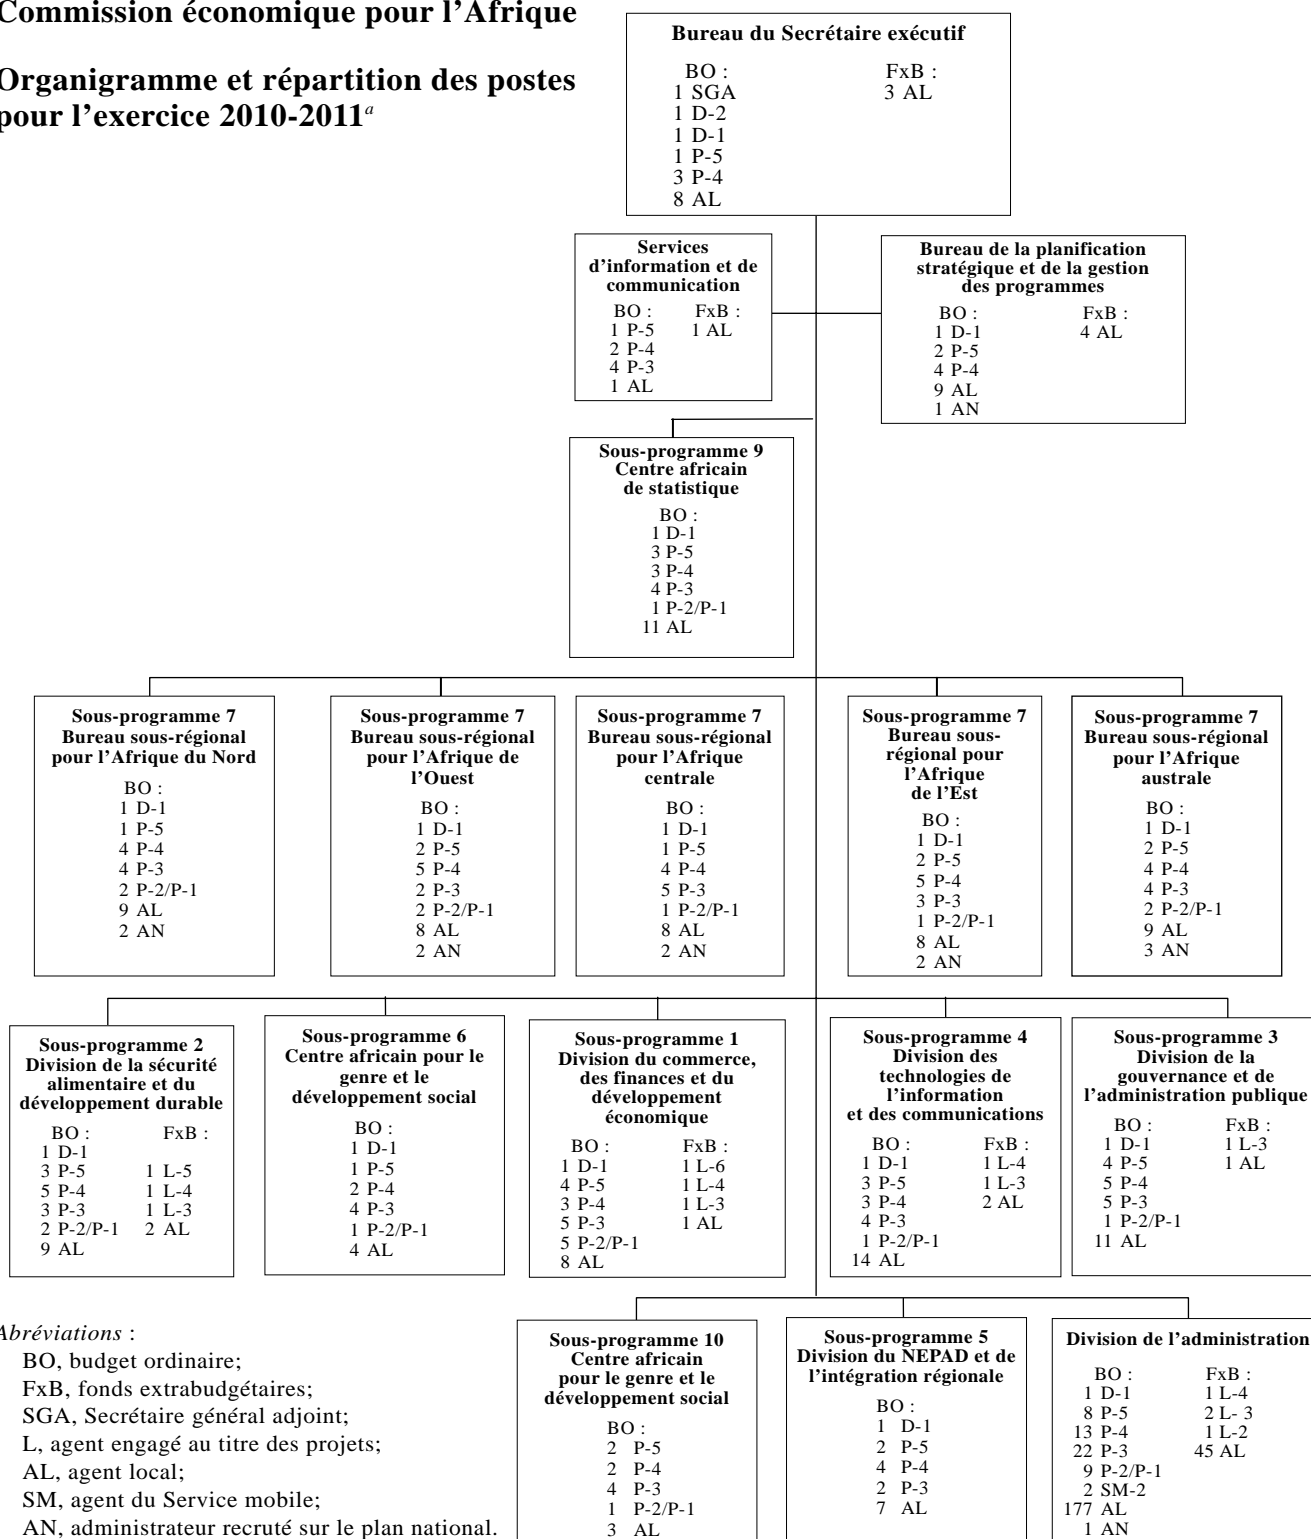 Commission économique pour l'Afrique
Organigramme et répartition des postes
pour l'exercice 2010-2011a
Bureau du Secrétaire exécutif
BO : FxB :
1 SGA 3 AL
1 D-2
1 D-1
1 P-5
3 P-4
8 AL
Services
d'information et de
communication
BO : FxB :
1 P-5 1 AL
2 P-4
4 P-3
1 AL
Bureau de la planification
stratégique et de la gestion
des programmes
BO : FxB :
1 D-1 4 AL
2 P-5
4 P-4
9 AL
1 AN
Sous-programme 9
Centre africain
de statistique
BO :
1 D-1
3 P-5
3 P-4
4 P-3
1 P-2/P-1
11 AL
Sous-programme 7
Bureau sous-régional
pour l'Afrique du Nord
BO :
1 D-1
1 P-5
4 P-4
4 P-3
2 P-2/P-1
9 AL
2 AN
Sous-programme 7
Bureau sous-régional
pour l'Afrique de
l'Ouest
BO :
1 D-1
2 P-5
5 P-4
2 P-3
2 P-2/P-1
8 AL
2 AN
Sous-programme 7
Bureau sous-régional
pour l'Afrique
centrale
BO :
1 D-1
1 P-5
4 P-4
5 P-3
1 P-2/P-1
8 AL
2 AN
Sous-programme 7
Bureau sous-
régional pour
l'Afrique
de l'Est
BO :
1 D-1
2 P-5
5 P-4
3 P-3
1 P-2/P-1
8 AL
2 AN
Sous-programme 7
Bureau sous-régional
pour l'Afrique
australe
BO :
1 D-1
2 P-5
4 P-4
4 P-3
2 P-2/P-1
9 AL
3 AN
Sous-programme 2
Division de la sécurité
alimentaire et du
développement durable
BO : FxB :
1 D-1
3 P-5 1 L-5
5 P-4 1 L-4
3 P-3 1 L-3
2 P-2/P-1 2 AL
9 AL
Sous-programme 6
Centre africain pour le
genre et le
développement social
BO :
1 D-1
1 P-5
2 P-4
4 P-3
1 P-2/P-1
4 AL
Sous-programme 1
Division du commerce,
des finances et du
développement
économique
BO : FxB :
1 D-1 1 L-6
4 P-5 1 L-4
3 P-4 1 L-3
5 P-3 1 AL
5 P-2/P-1
8 AL
Sous-programme 4
Division des
technologies de
l'information
et des communications
BO : FxB :
1 D-1 1 L-4
3 P-5 1 L-3
3 P-4 2 AL
4 P-3
1 P-2/P-1
14 AL
Sous-programme 3
Division de la
gouvernance et de
l'administration publique
BO : FxB :
1 D-1 1 L-3
4 P-5 1 AL
5 P-4
5 P-3
1 P-2/P-1
11 AL
Abréviations :
BO, budget ordinaire;
FxB, fonds extrabudgétaires;
SGA, Secrétaire général adjoint;
L, agent engagé au titre des projets;
AL, agent local;
SM, agent du Service mobile;
AN, administrateur recruté sur le plan national.
Sous-programme 10
Centre africain
pour le genre et le
développement social
BO :
2 P-5
2 P-4
4 P-3
1 P-2/P-1
3 AL
Sous-programme 5
Division du NEPAD et de
l'intégration régionale
BO :
1 D-1
2 P-5
4 P-4
2 P-3
7 AL
Division de l'administration
BO : FxB :
1 D-1 1 L-4
8 P-5 2 L- 3
13 P-4 1 L-2
22 P-3 45 AL
9 P-2/P-1
2 SM-2
177 AL
1 AN